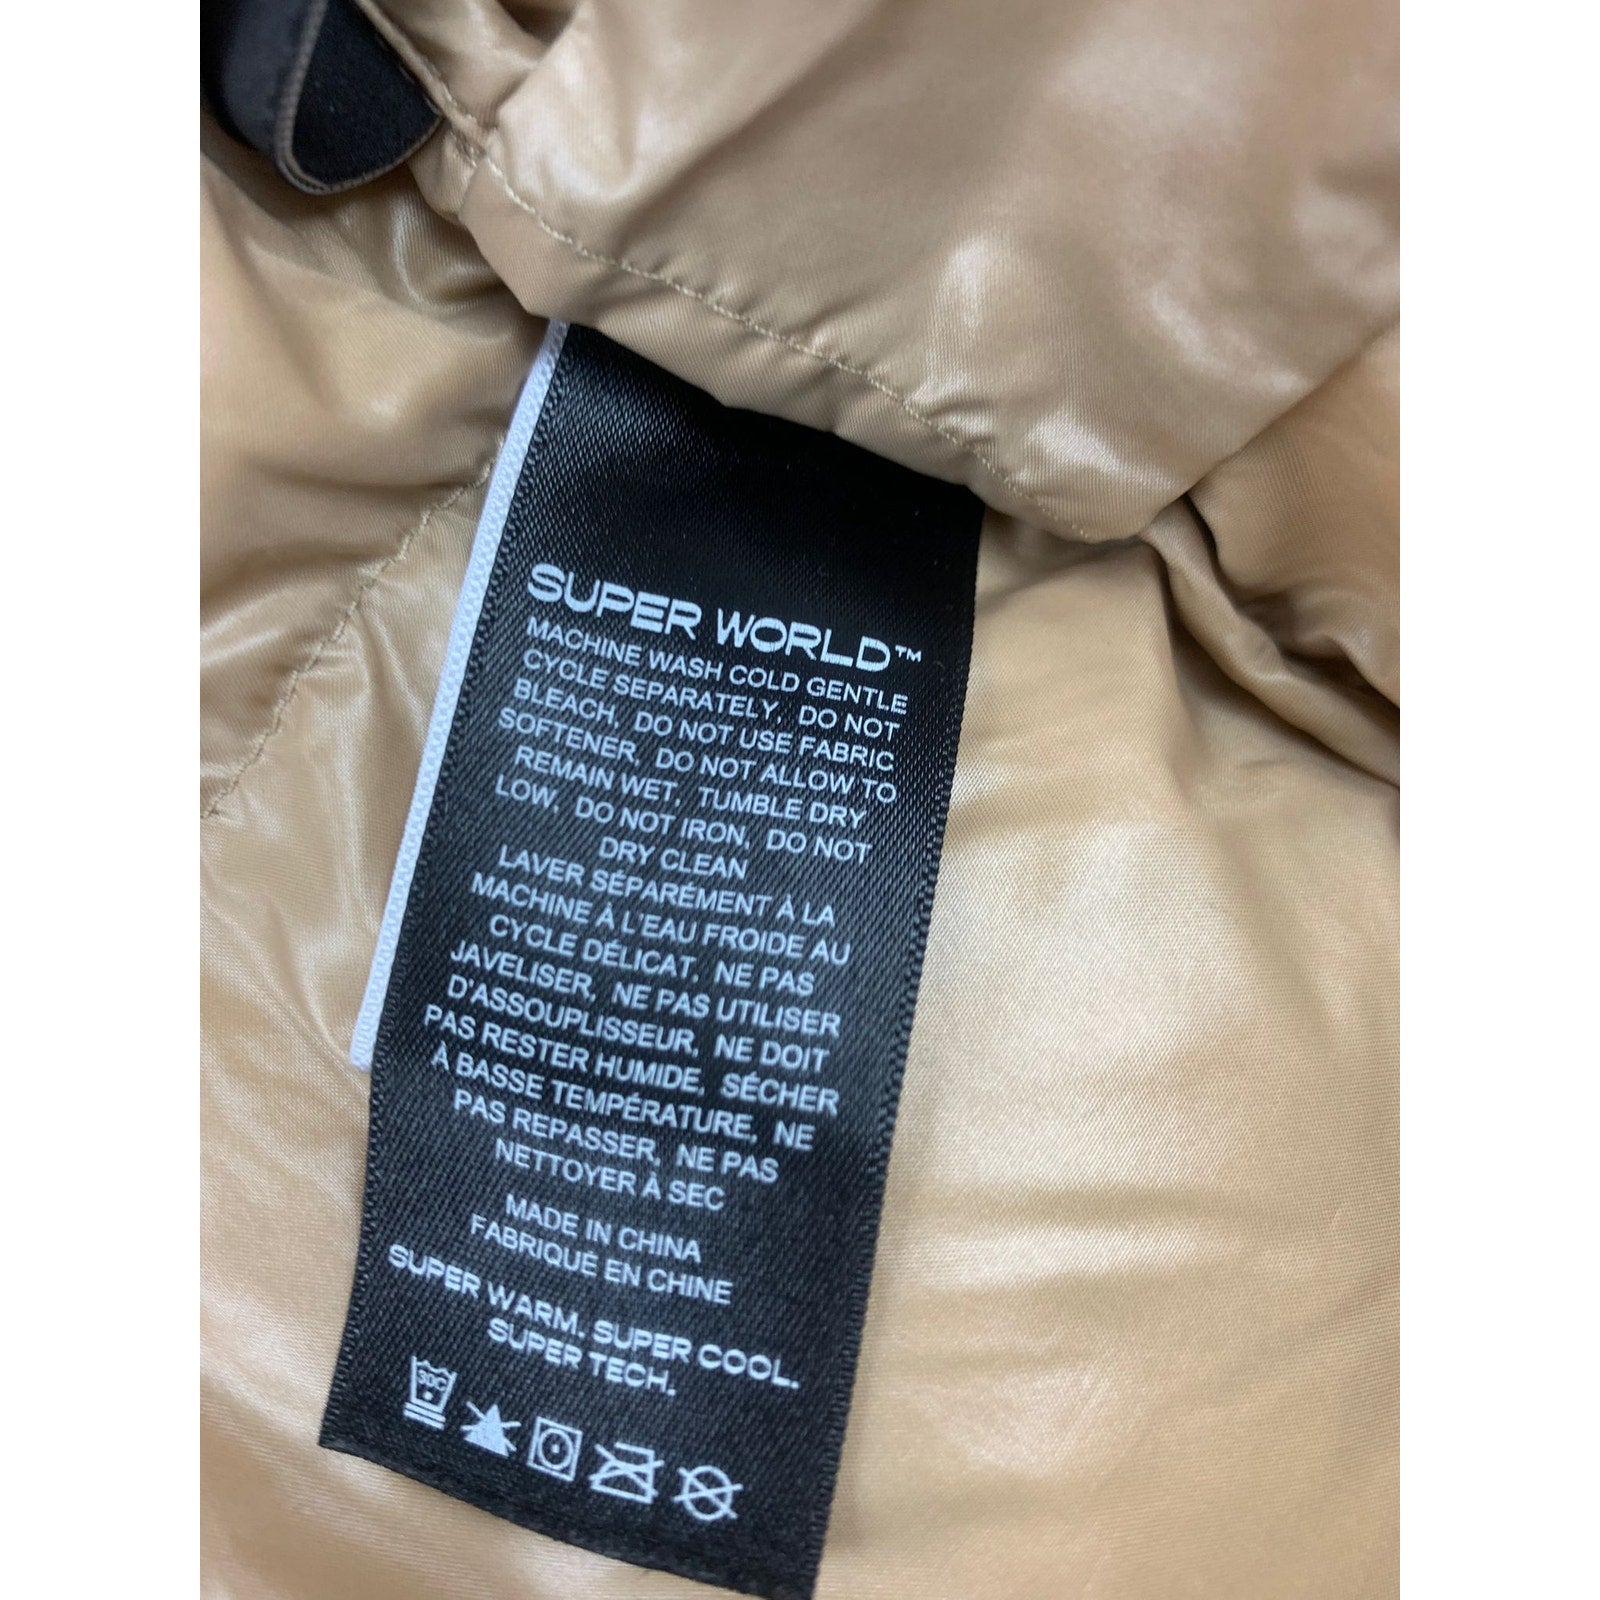 SUPER WORLD™
MACHINE WASH COLD GENTLE
CYCLE SEPARATELY, DO NOT
BLEACH, DO NOT USE FABRIC
SOFTENER, DO NOT ALLOW TO
REMAIN WET, TUMBLE DRY
LOW, DO NOT IRON, DO NOT
DRY CLEAN
LAVER SÉPARÉMENT À LA
MACHINE À L'EAU FROIDE AU
CYCLE DÉLICAT, NE PAS
JAVELISER, NE PAS UTILISER
D'ASSOUPLISSEUR, NE DOIT
PAS RESTER HUMIDE, SÉCHER
À BASSE TEMPÉRATURE, NE
PAS REPASSER, NE PAS
NETTOYER À SEC
MADE IN CHINA
FABRIQUÉ EN CHINE
SUPER WARM. SUPER COOL.
SUPER TECH.
30C